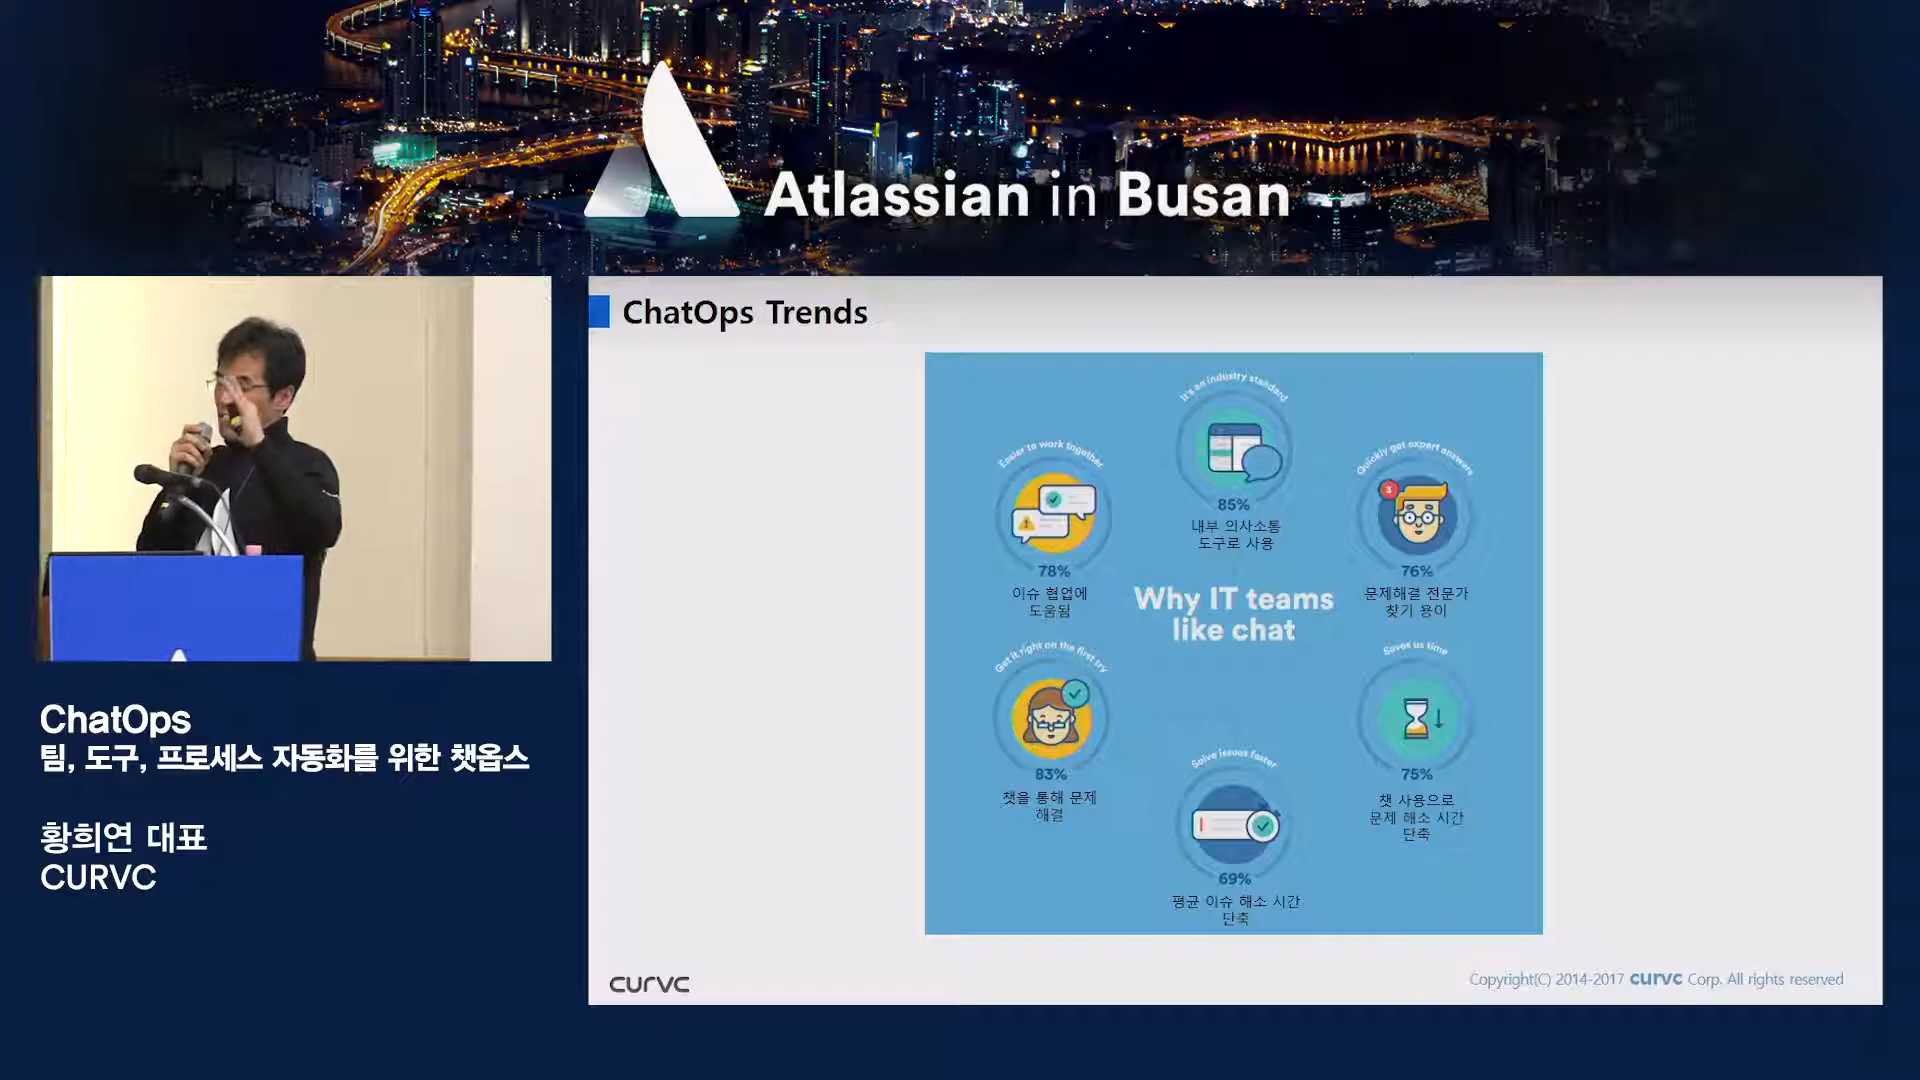 Atlassian in Busan
ChatOps Trends
It's an industry standard
85%
내부 의사소통
도구로 사용
Easier to work together
78%
이슈 협업에
도움됨
Quickly get expert answers
3
76%
문제해결 전문가
찾기 용이
Why IT teams
like chat
Get it right on the first try
83%
챗을 통해 문제
해결
Saves us time
75%
챗 사용으로
문제 해소 시간
단축
Solve issues faster
69%
평균 이슈 해소 시간
단축
curvc
Copyright(C) 2014-2017 curvc Corp. All rights reserved
ChatOps
팀, 도구, 프로세스 자동화를 위한 챗옵스
황희연 대표
CURVC